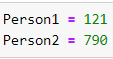 Person1 = 121
Person2 = 790